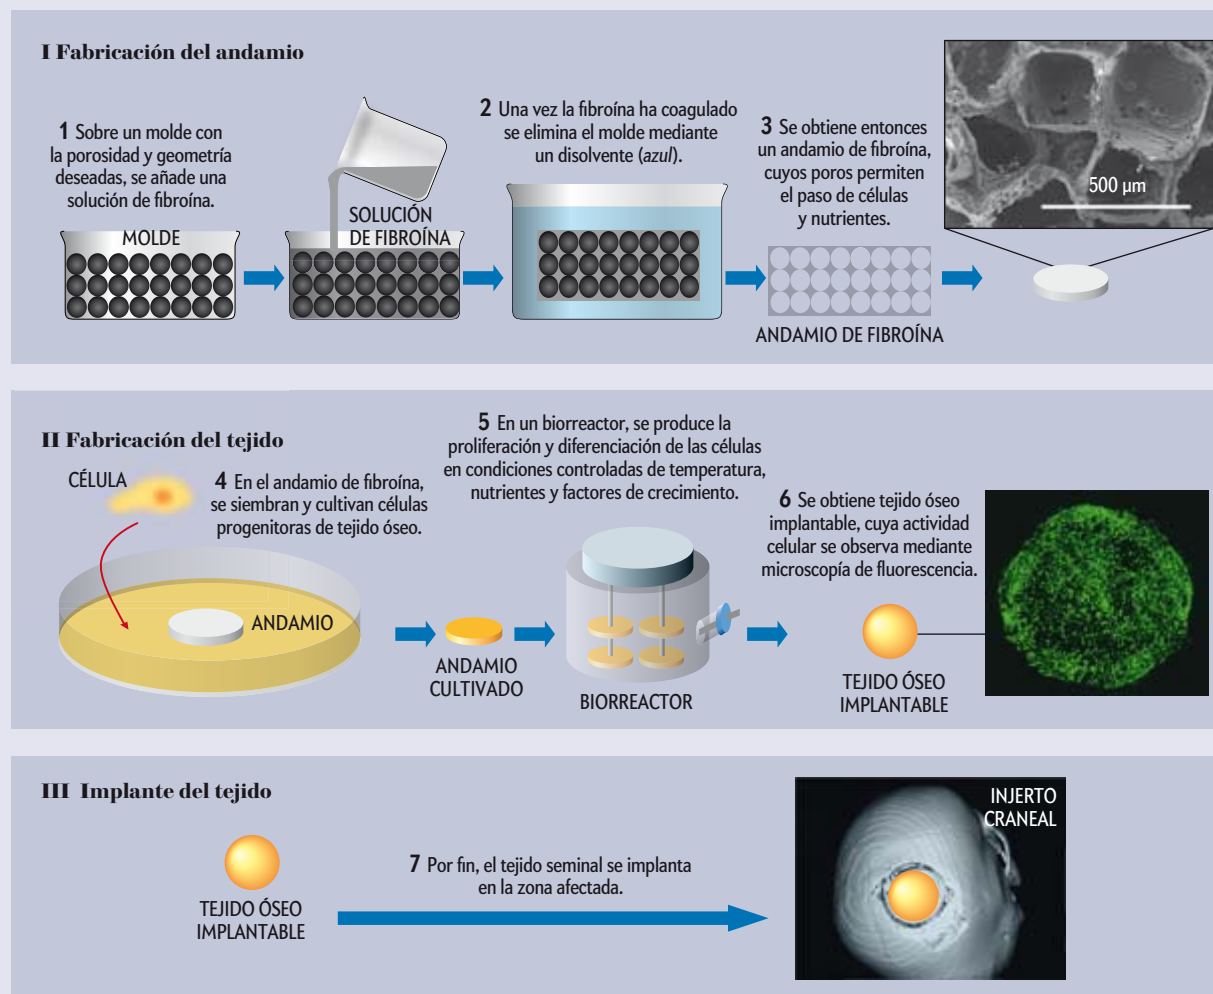 I Fabricación del andamio
1 Sobre un molde con
la porosidad y geometría
deseadas, se añade una
solución de fibroína.
MOLDE
SOLUCIÓN
DE FIBROÍNA
2 Una vez la fibroína ha coagulado
se elimina el molde mediante
un disolvente (azul).
3 Se obtiene entonces
un andamio de fibroína,
cuyos poros permiten
el paso de células
y nutrientes.
ANDAMIO DE FIBROÍNA
500 µm
II Fabricación del tejido
CÉLULA
4 En el andamio de fibroína,
se siembran y cultivan células
progenitoras de tejido óseo.
ANDAMIO
ANDAMIO
CULTIVADO
5 En un biorreactor, se produce la
proliferación y diferenciación de las células
en condiciones controladas de temperatura,
nutrientes y factores de crecimiento.
BIORREACTOR
6 Se obtiene tejido óseo
implantable, cuya actividad
celular se observa mediante
microscopía de fluorescencia.
TEJIDO ÓSEO
IMPLANTABLE
III Implante del tejido
TEJIDO ÓSEO
IMPLANTABLE
7 Por fin, el tejido seminal se implanta
en la zona afectada.
INJERTO
CRANEAL